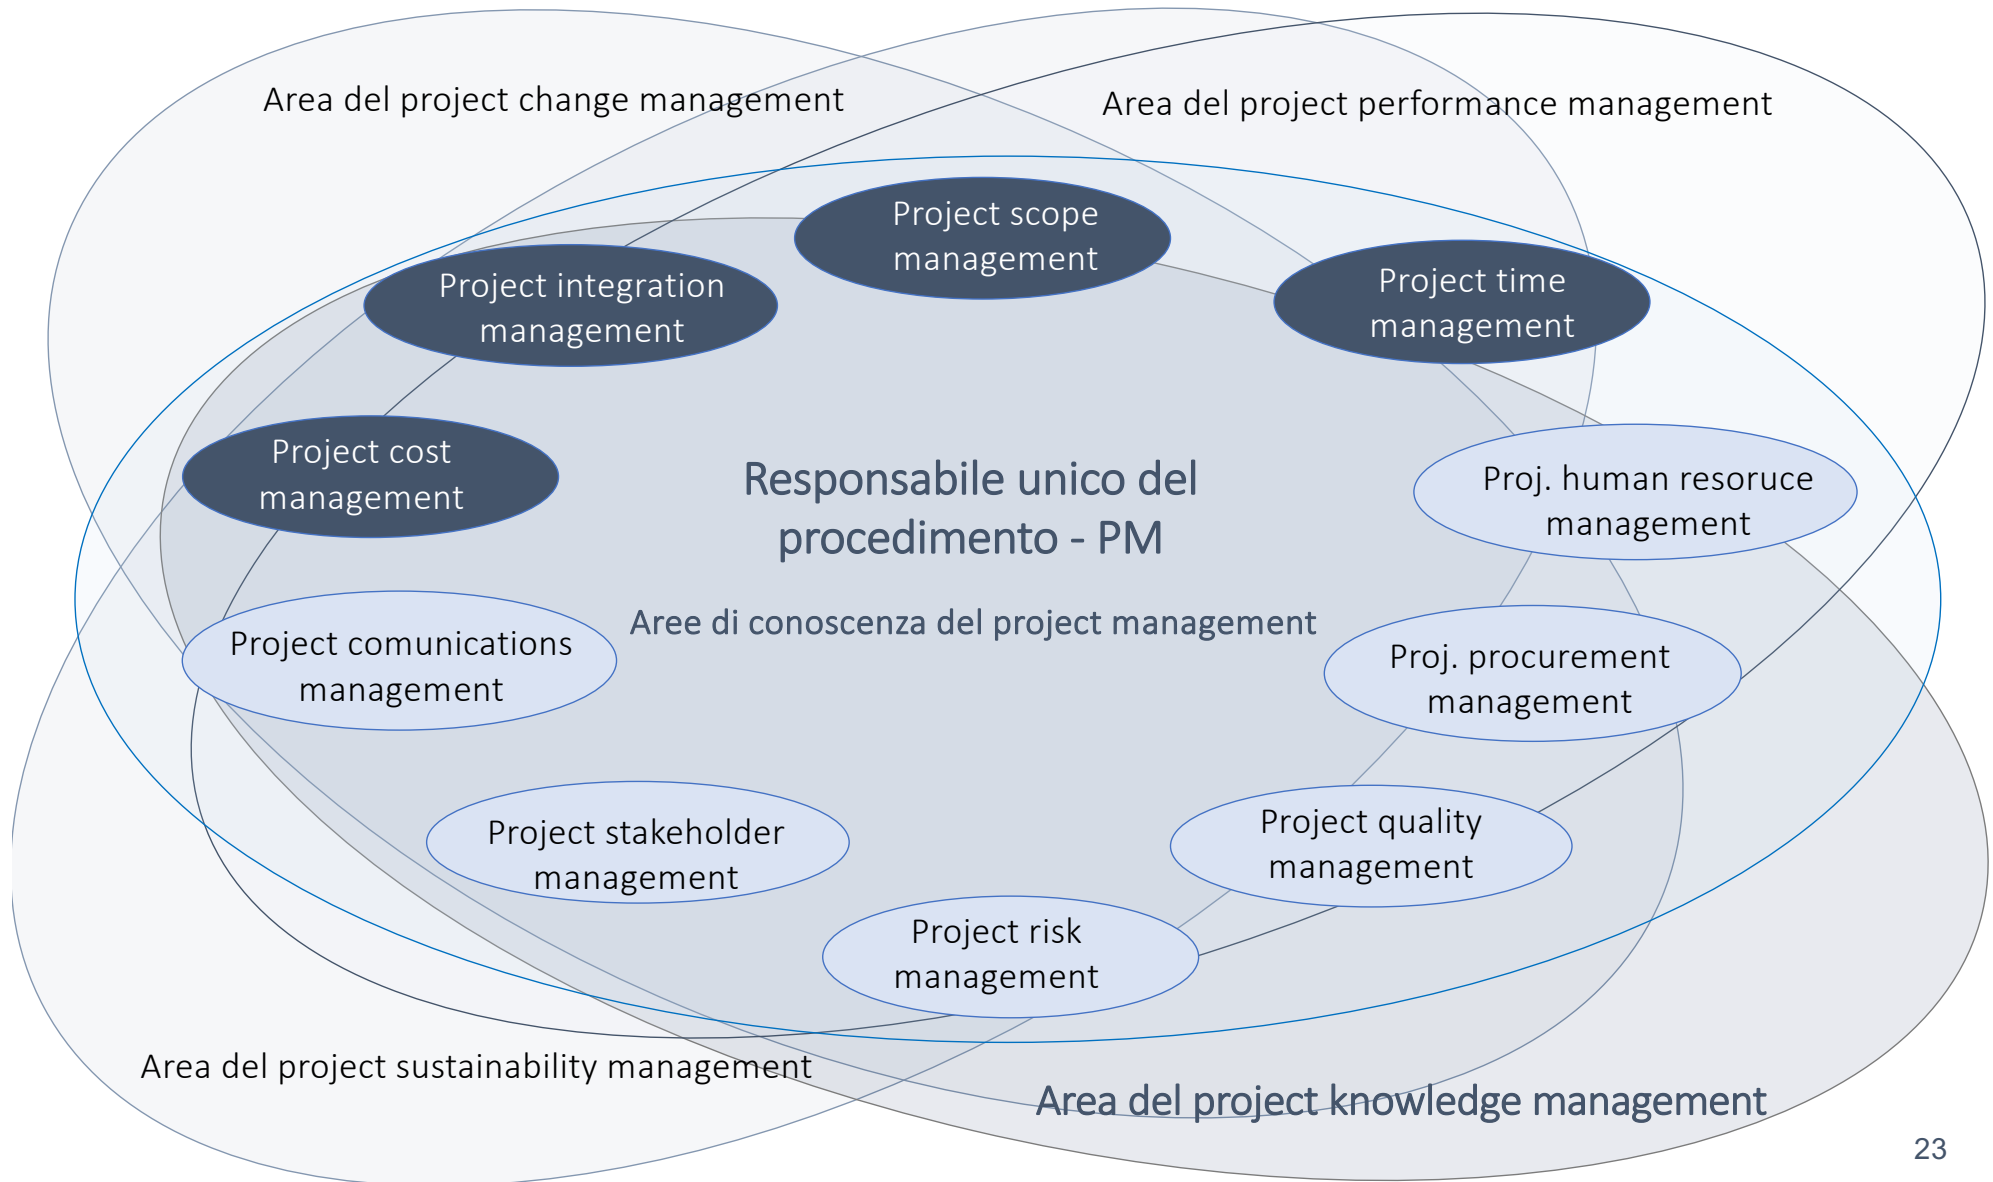 Area del project change management
Area del project performance management
Project scope
management
Project integration
management
Project time
management
Project cost
management
Responsabile unico del
procedimento - PM
Proj. human resoruce
management
Aree di conoscenza del project management
Project comunications
management
Proj. procurement
management
Project stakeholder
management
Project quality
management
Project risk
management
Area del project sustainability management
Area del project knowledge management
23